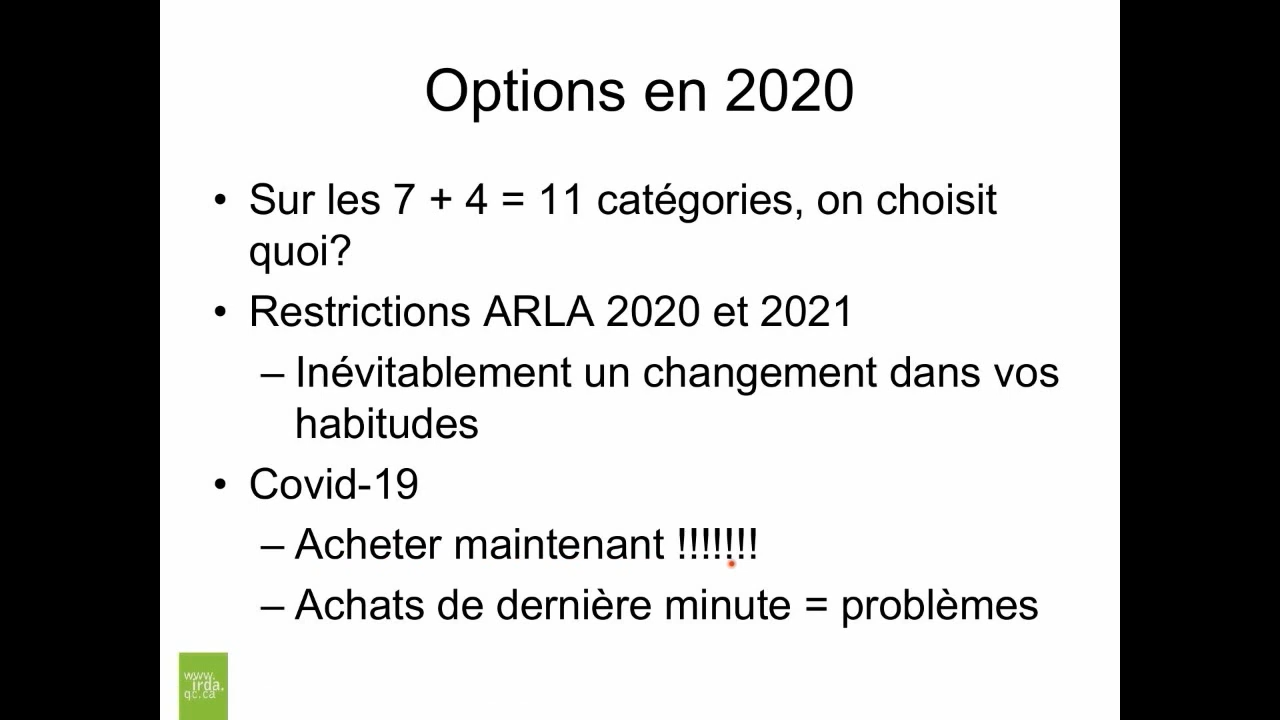 Options en 2020
• Sur les 7 + 4 = 11 catégories, on choisit
quoi?
• Restrictions ARLA 2020 et 2021
– Inévitablement un changement dans vos
habitudes
• Covid-19
– Acheter maintenant !!!!!!!
– Achats de dernière minute = problèmes
www.
irda.
qc.ca